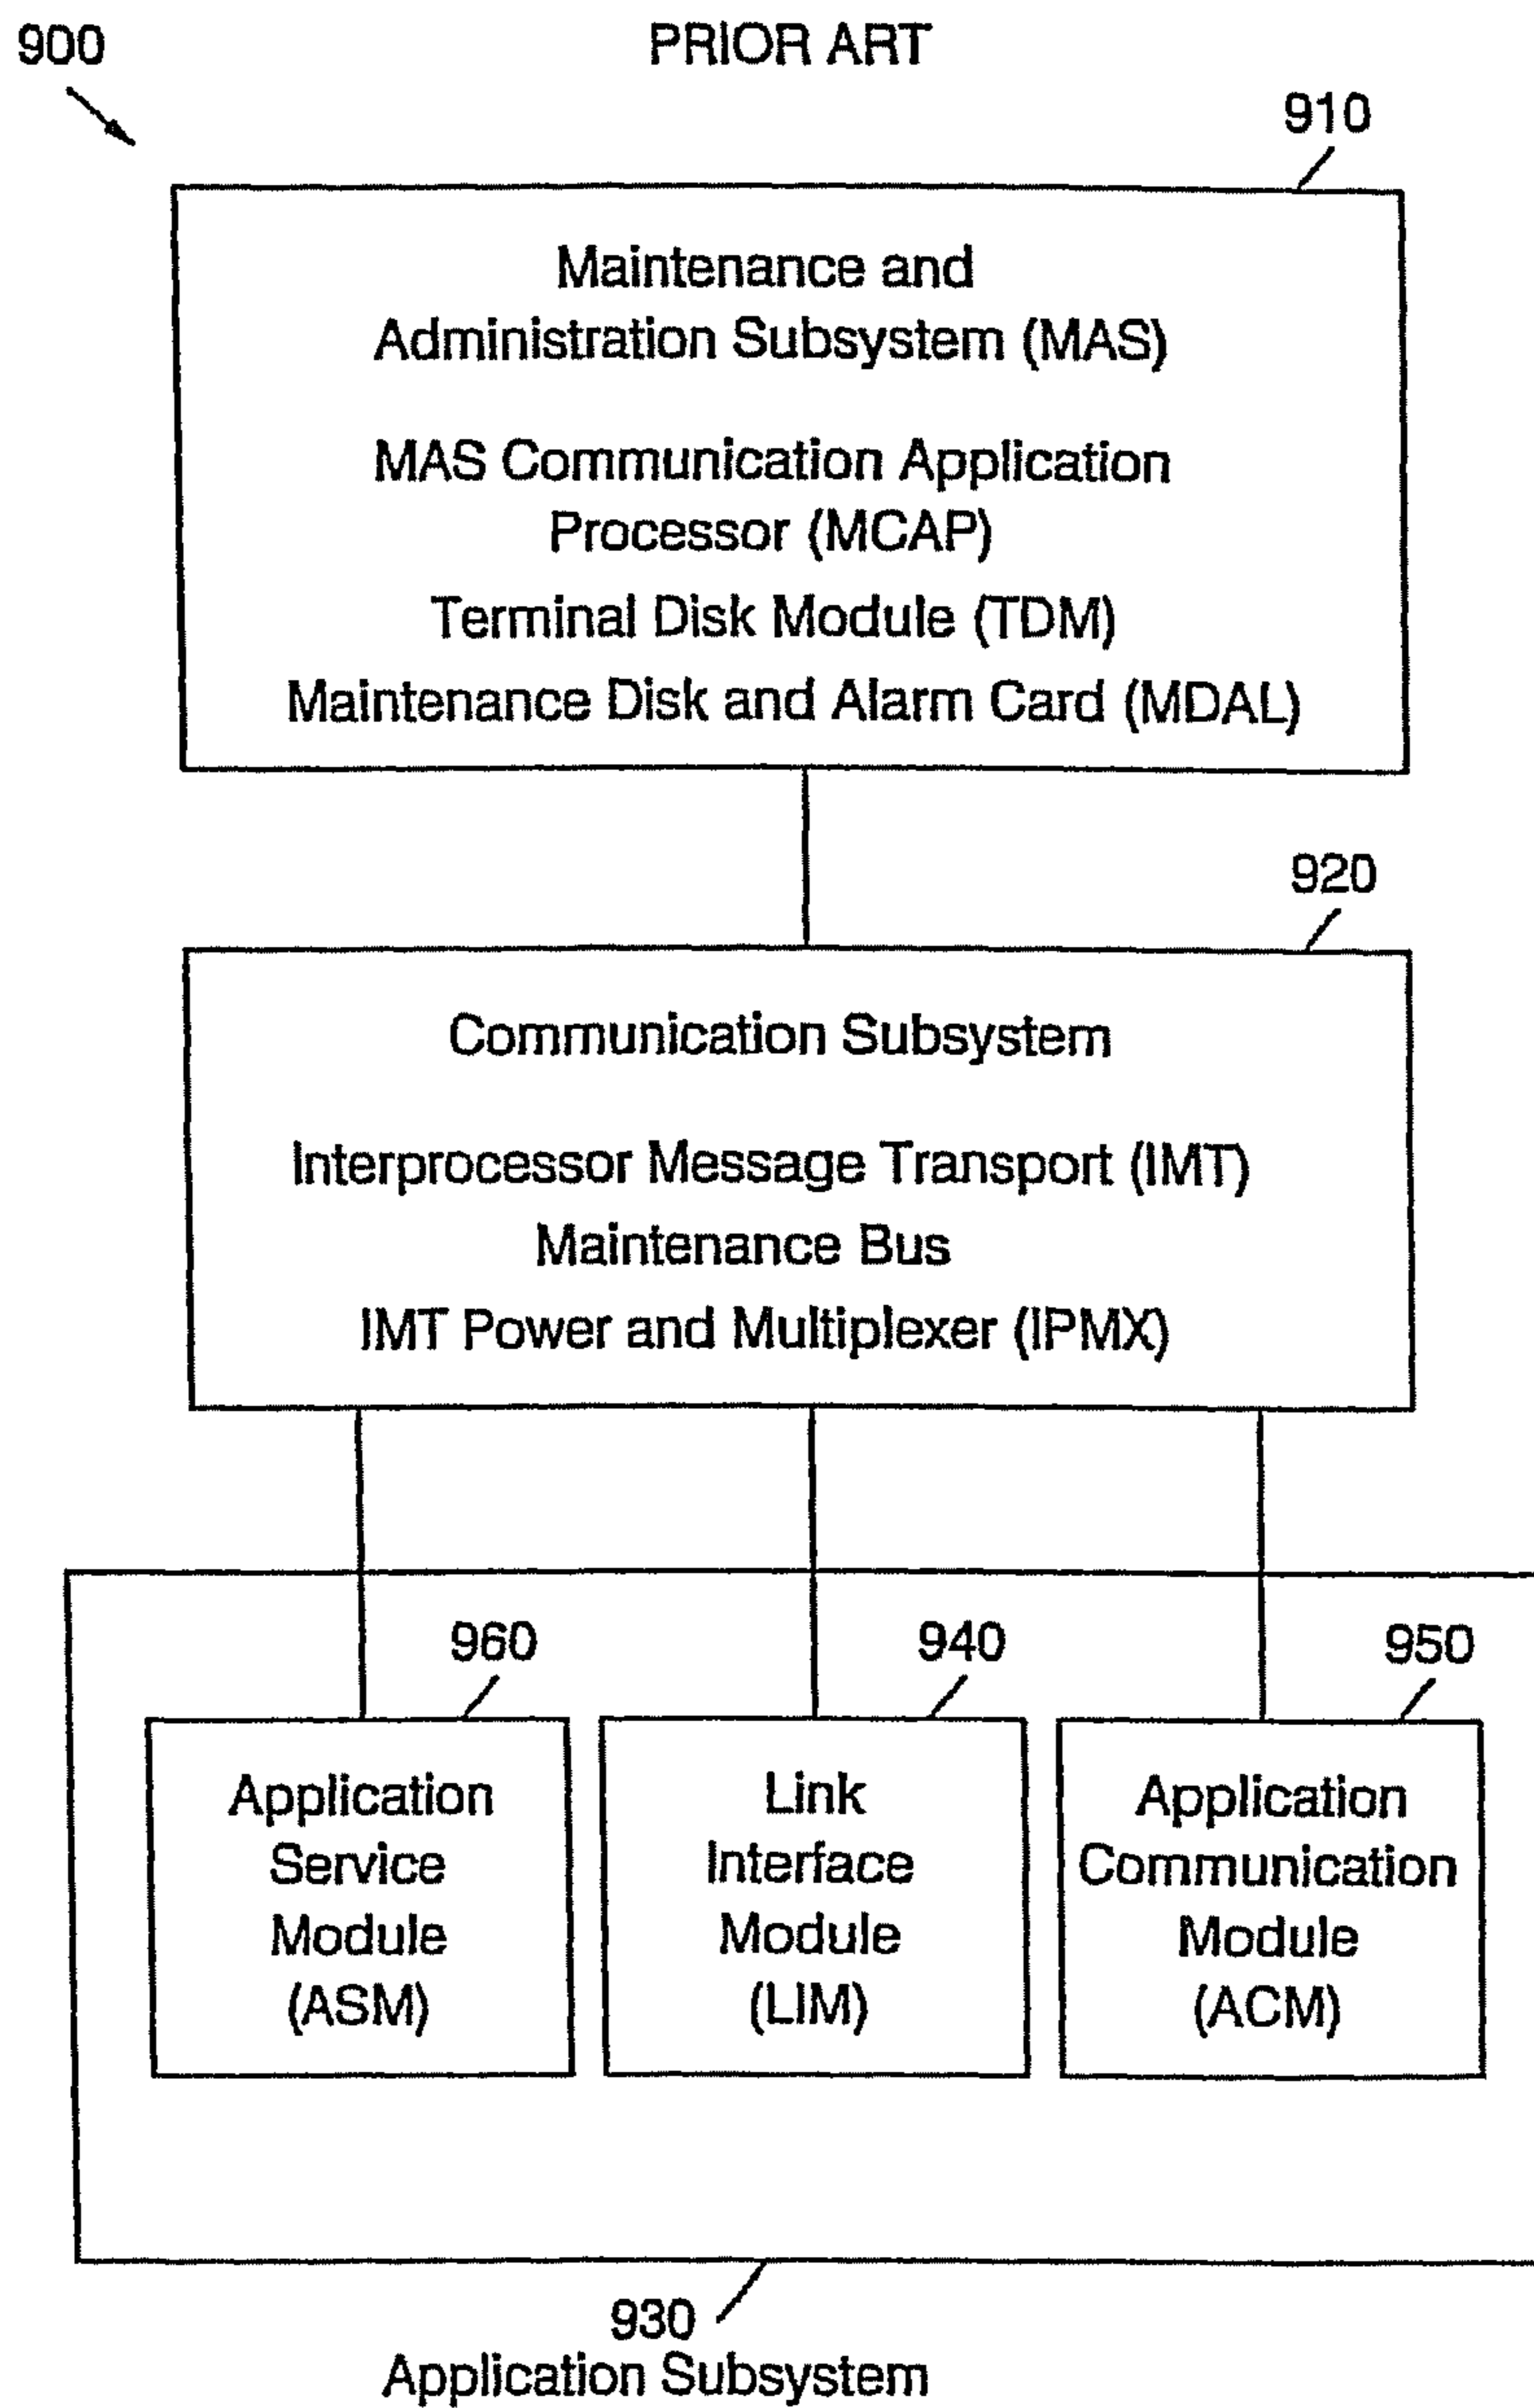 900
PRIOR ART
910
Maintenance and
Administration Subsystem (MAS)
MAS Communication Application
Processor (MCAP)
Terminal Disk Module (TDM)
Maintenance Disk and Alarm Card (MDAL)
920
Communication Subsystem
Interprocessor Message Transport (IMT)
Maintenance Bus
IMT Power and Multiplexer (IPMX)
960
Application
Service
Module
(ASM)
940
Link
Interface
Module
(LIM)
950
Application
Communication
Module
(ACM)
930
Application Subsystem